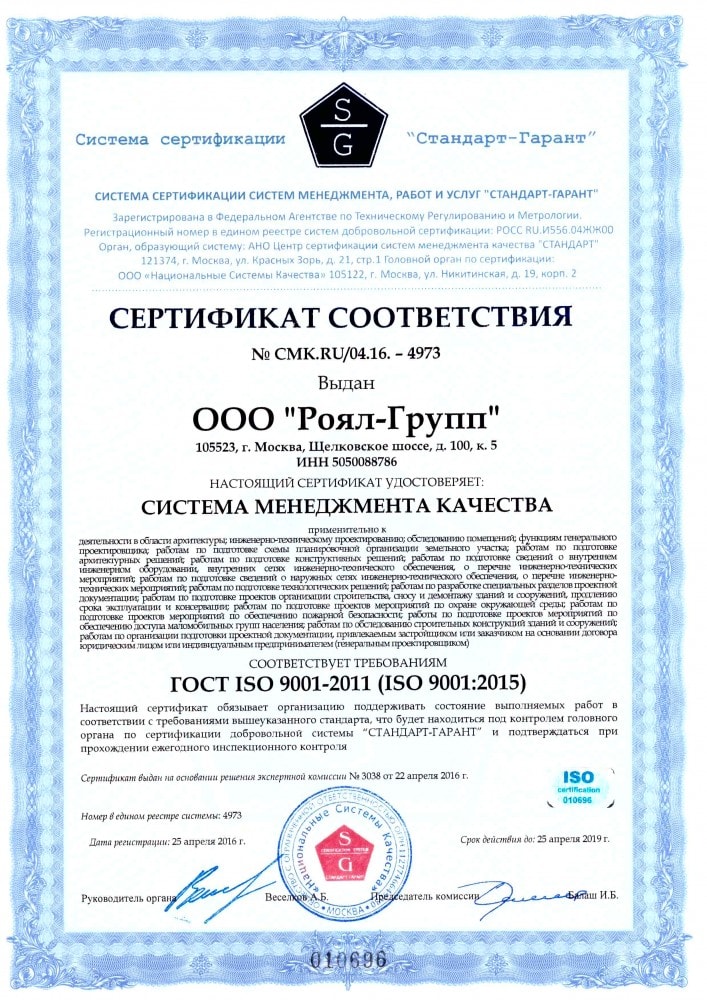 S
G
Система сертификации "Стандарт-Гарант"
СИСТЕМА СЕРТИФИКАЦИИ СИСТЕМ МЕНЕДЖМЕНТА, РАБОТ И УСЛУГ "СТАНДАРТ-ГАРАНТ"
Зарегистрирована в Федеральном Агентстве по Техническому Регулированию и Метрологии.
Регистрационный номер в едином реестре систем добровольной сертификации: РОСС RU.И556.04ЖЖ00
Орган, образующий систему: АНО Центр сертификации систем менеджмента качества "СТАНДАРТ"
121374, г. Москва, ул. Красных Зорь, д. 21, стр.1 Головной орган по сертификации:
ООО «Национальные Системы Качества» 105122, г. Москва, ул. Никитинская, д. 19, корп. 2
СЕРТИФИКАТ СООТВЕТСТВИЯ
№ СМК.RU/04.16. – 4973
Выдан
ООО "Роял-Групп"
105523, г. Москва, Щелковское шоссе, д. 100, к. 5
ИНН 5050088786
НАСТОЯЩИЙ СЕРТИФИКАТ УДОСТОВЕРЯЕТ:
СИСТЕМА МЕНЕДЖМЕНТА КАЧЕСТВА
применительно к
деятельности в области архитектуры; инженерно-техническому проектированию; обследованию помещений; функциям генерального
проектировщика; работам по подготовке схемы планировочной организации земельного участка; работам по подготовке
архитектурных решений; работам по подготовке конструктивных решений; работам по подготовке сведений о внутреннем
инженерном оборудовании, внутренних сетях инженерно-технического обеспечения, о перечне инженерно-технических
мероприятий; работам по подготовке сведений о наружных сетях инженерно-технического обеспечения, о перечне инженерно-
технических мероприятий; работам по подготовке технологических решений; работам по разработке специальных разделов проектной
документации; работам по подготовке проектов организации строительства, сносу и демонтажу зданий и сооружений, продлению
срока эксплуатации и консервации; работам по подготовке проектов мероприятий по охране окружающей среды; работам по
подготовке проектов мероприятий по обеспечению пожарной безопасности; работы по подготовке проектов мероприятий по
обеспечению доступа маломобильных групп населения; работам по обследованию строительных конструкций зданий и сооружений;
работам по организации подготовки проектной документации, привлекаемым застройщиком или заказчиком на основании договора
юридическим лицом или индивидуальным предпринимателем (генеральным проектировщиком)
СООТВЕТСТВУЕТ ТРЕБОВАНИЯМ
ГОСТ ISO 9001-2011 (ISO 9001:2015)
Настоящий сертификат обязывает организацию поддерживать состояние выполняемых работ в
соответствии с требованиями вышеуказанного стандарта, что будет находиться под контролем головного
органа по сертификации добровольной системы "СТАНДАРТ-ГАРАНТ" и подтверждаться при
прохождении ежегодного инспекционного контроля
Сертификат выдан на основании решения экспертной комиссии № 3038 от 22 апреля 2016 г.
ISO
certification
010696
Номер в едином реестре системы: 4973
Дата регистрации: 25 апреля 2016 г.
Срок действия до: 25 апреля 2019 г.
«Национальные Системы Качества»
S
G
СТАНДАРТ-ГАРАНТ
МОСКВА
Руководитель органа Веселков А.Б. Председатель комиссии Балаш И.Б.
010696